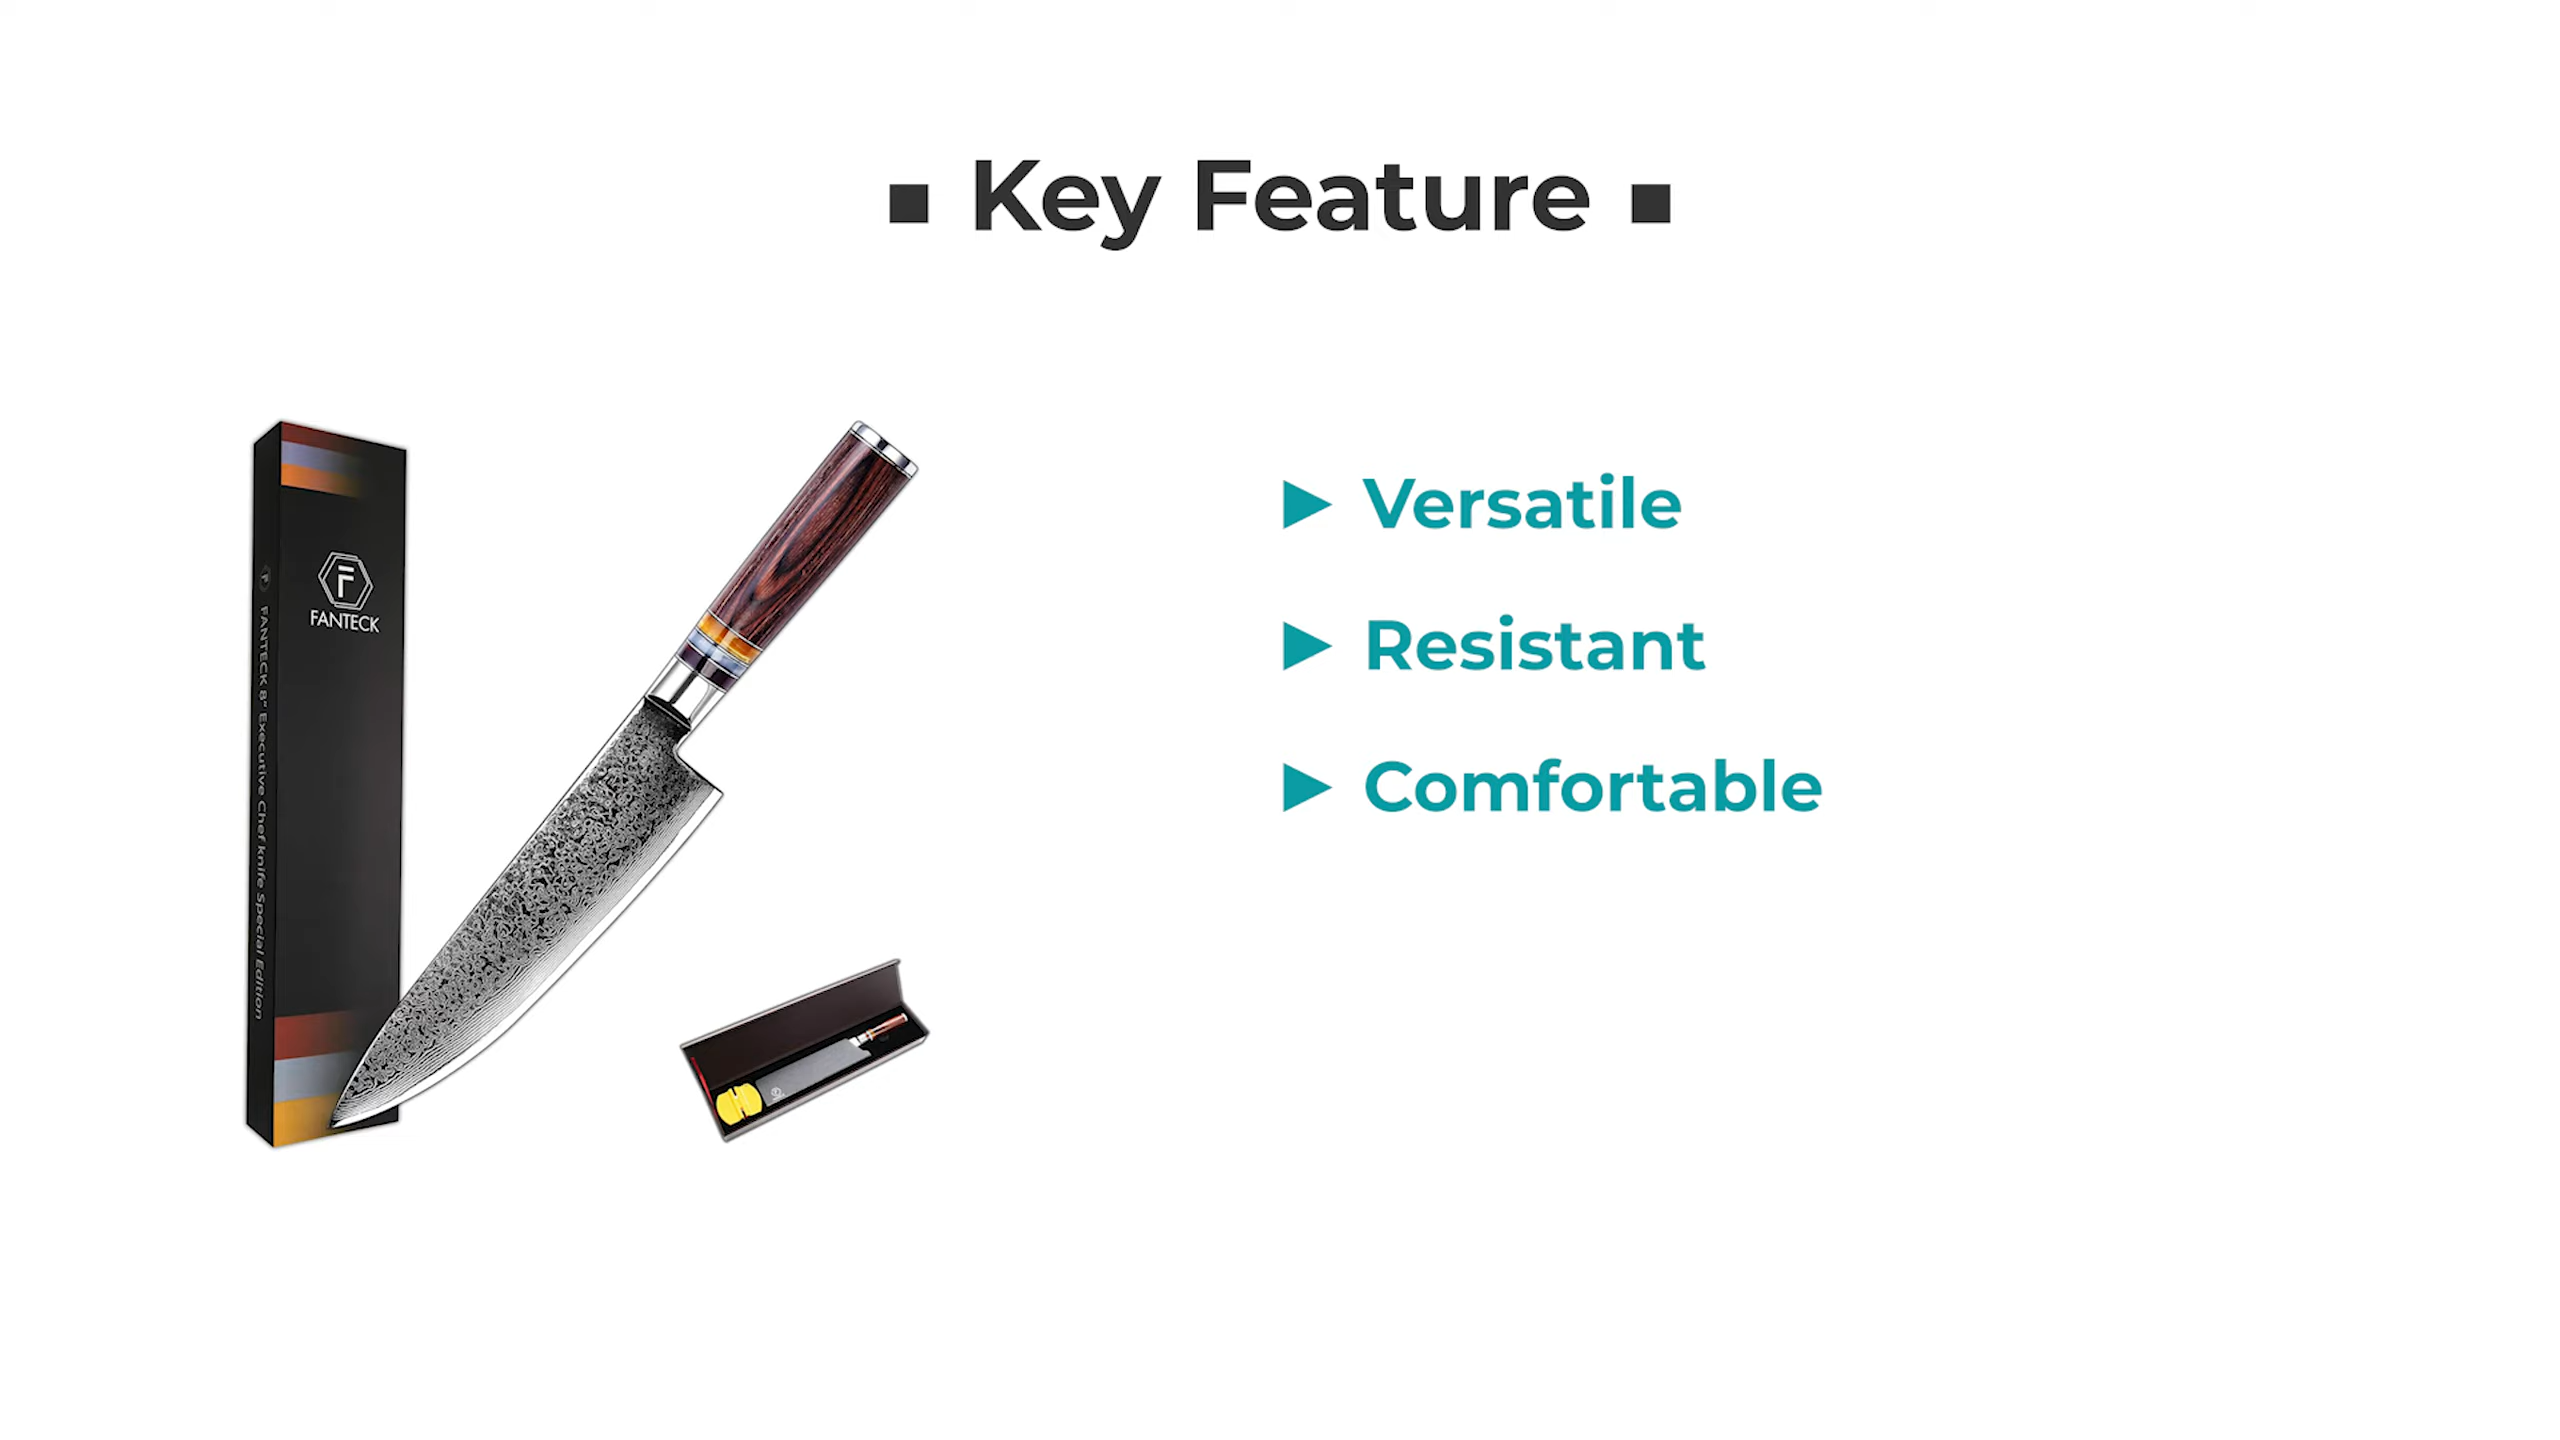 ▪ Key Feature ▪
F
FANTECK
FANTECK 8" Executive Chef knife Special Edition
► Versatile
► Resistant
► Comfortable